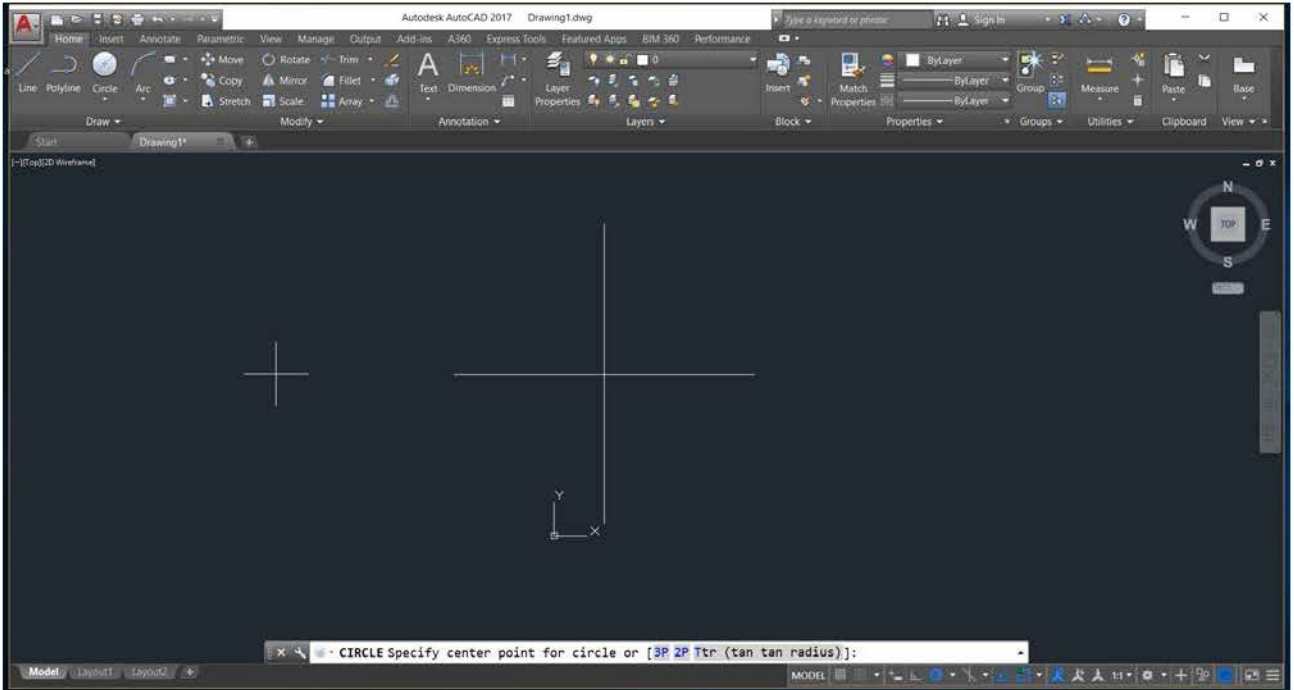 Autodesk AutoCAD 2017 Drawing1.dwg Type a keyword or phrase Sign In
Home Insert Annotate Parametric View Manage Output Add-ins A360 Express Tools Featured Apps BIM 360 Performance
Line Polyline Circle Arc
Move Rotate Trim
Copy Mirror Fillet
Stretch Scale Array
Text Dimension
Layer Properties
0
Insert
Match Properties
ByLayer
ByLayer
ByLayer
Group
Measure
Paste
Base
Draw Modify Annotation Layers Block Properties Groups Utilities Clipboard View
Start Drawing1*
[-][Top][2D Wireframe]
N
W TOP E
S
Y
X
CIRCLE Specify center point for circle or [3P 2P Ttr (tan tan radius)]:
Model Layout1 Layout2 +
MODEL 1:1